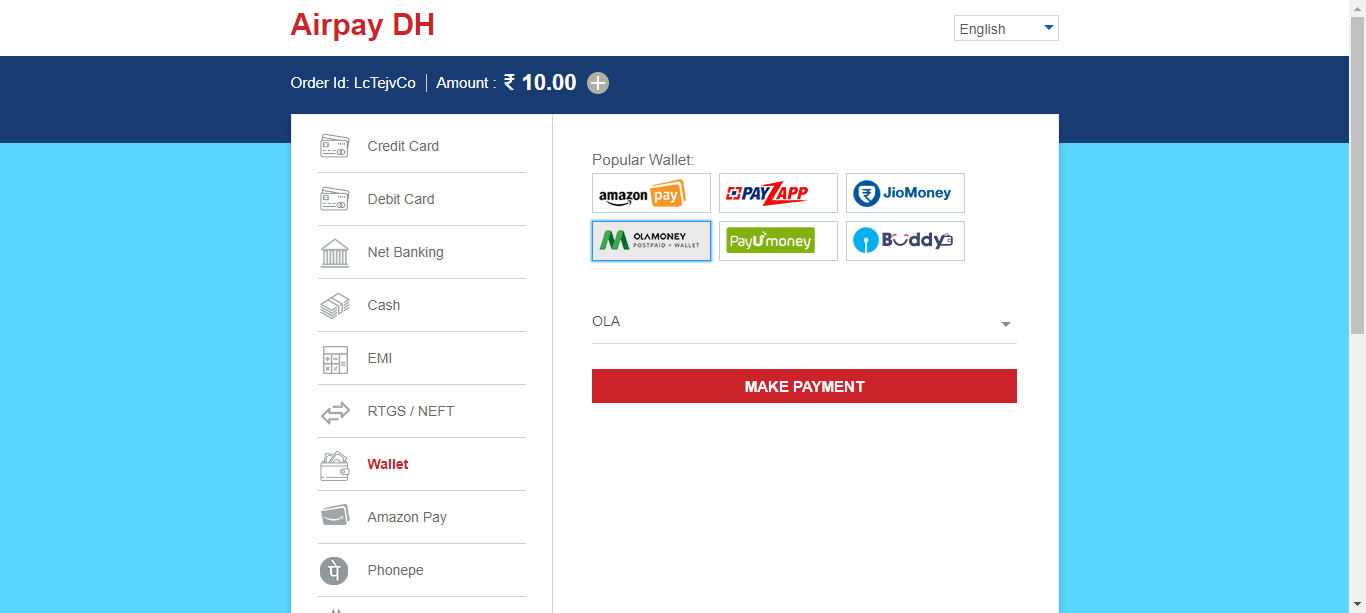 Airpay DH
English
Order Id: LcTejvCo | Amount : ₹ 10.00
Credit Card
Debit Card
Net Banking
Cash
EMI
RTGS / NEFT
Wallet
Amazon Pay
Phonepe
Popular Wallet:
amazon pay
PAYZAPP
JioMoney
OLAMONEY
POSTPAID + WALLET
PayUmoney
Buddy
OLA
MAKE PAYMENT